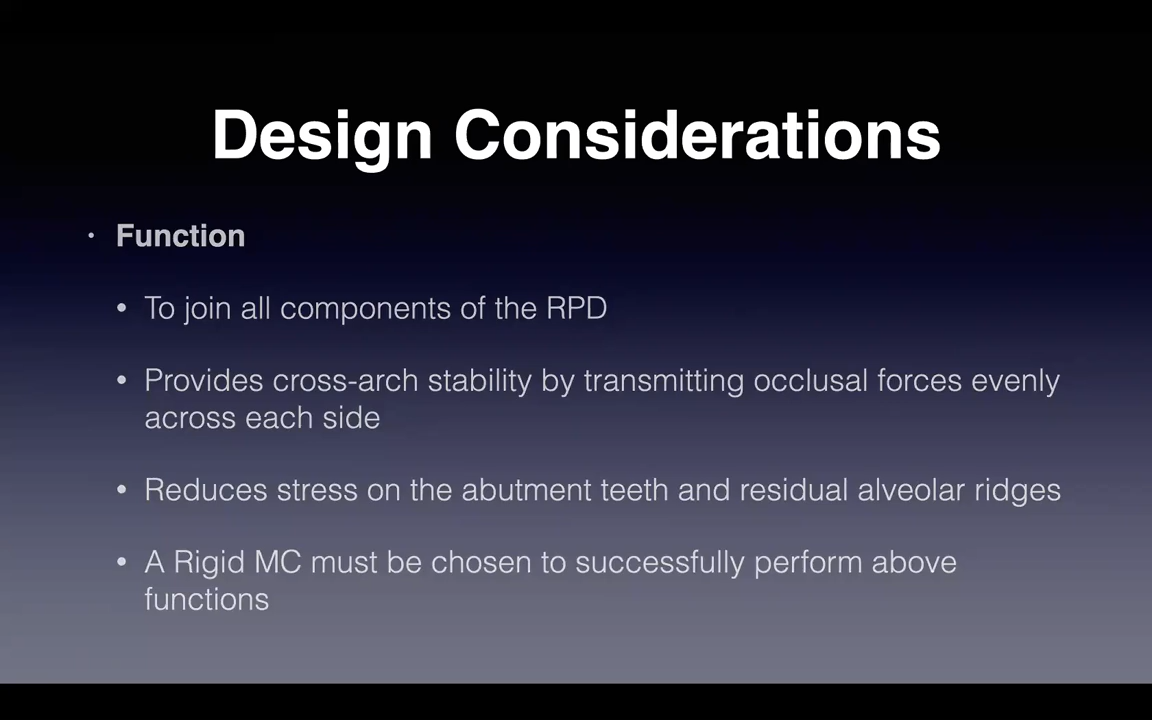 Design Considerations
• Function
• To join all components of the RPD
• Provides cross-arch stability by transmitting occlusal forces evenly
across each side
• Reduces stress on the abutment teeth and residual alveolar ridges
• A Rigid MC must be chosen to successfully perform above
functions